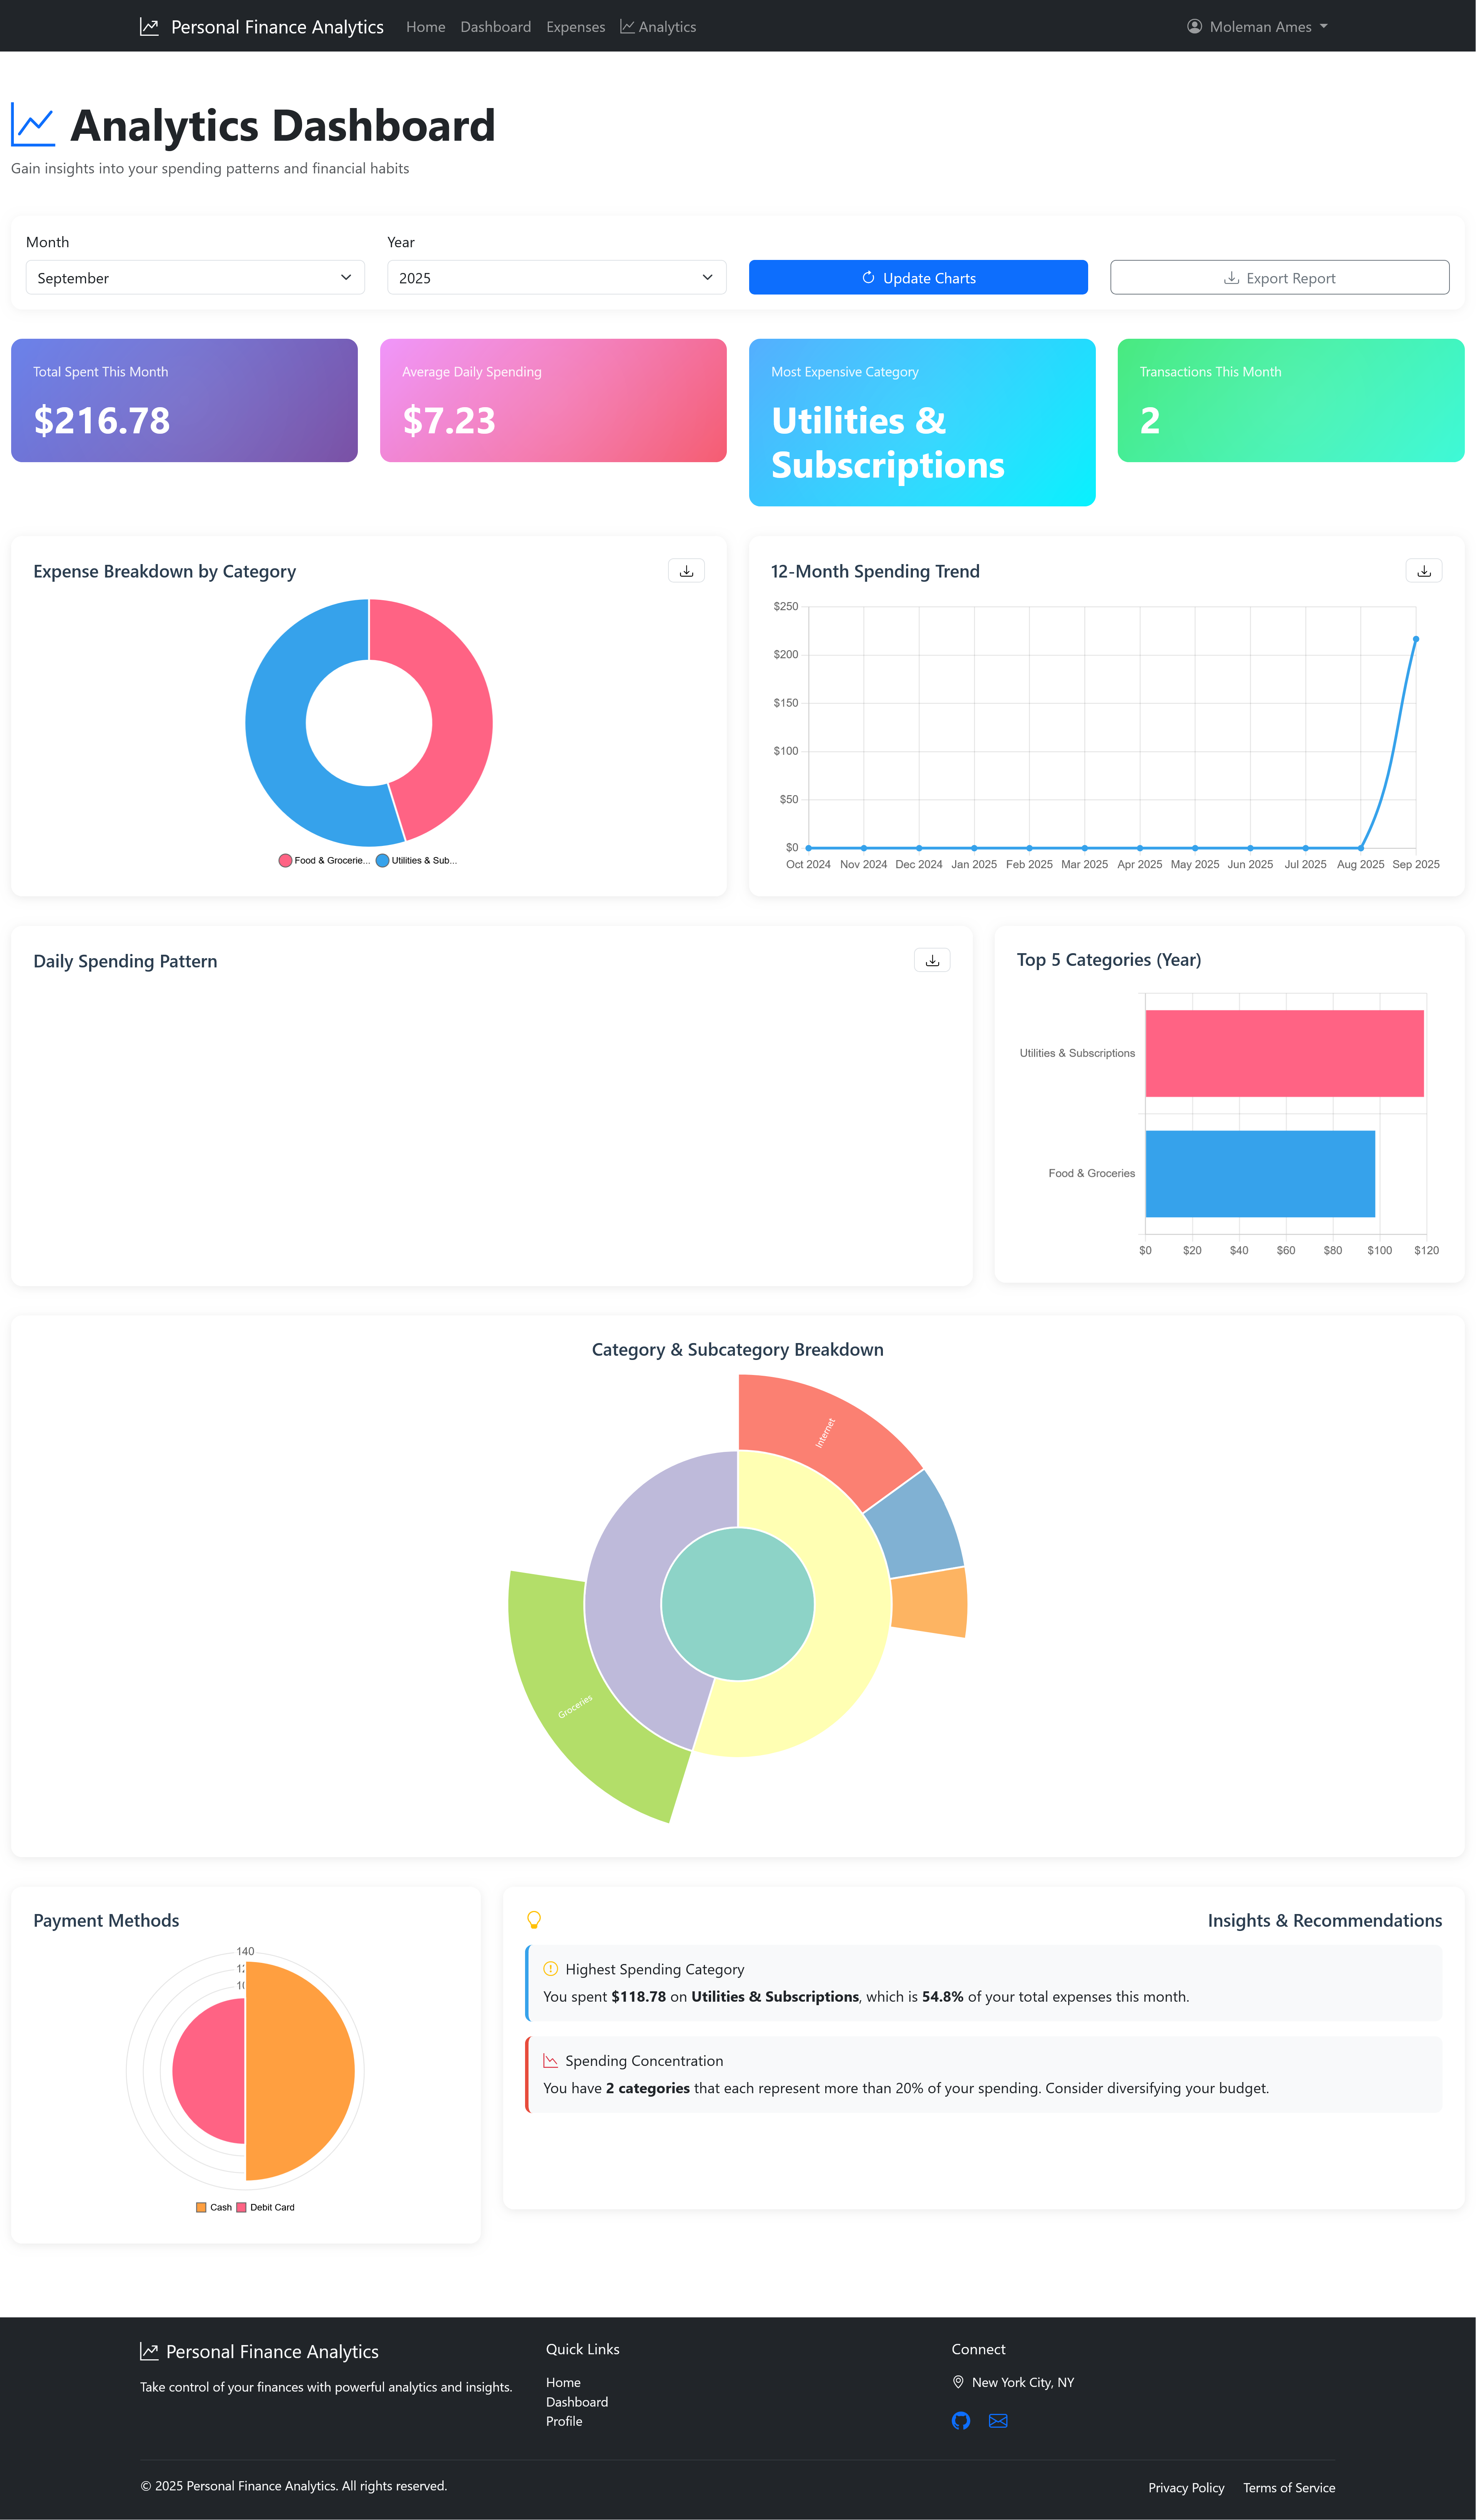 Personal Finance Analytics
Home
Dashboard
Expenses
Analytics
Moleman Ames
Analytics Dashboard
Gain insights into your spending patterns and financial habits
Month
Year
September
2025
Update Charts
Export Report
Total Spent This Month
$216.78
Average Daily Spending
$7.23
Most Expensive Category
Utilities &
Subscriptions
Transactions This Month
2
Expense Breakdown by Category
Food & Grocerie...
Utilities & Sub...
12-Month Spending Trend
$250
$200
$150
$100
$50
$0
Oct 2024
Nov 2024
Dec 2024
Jan 2025
Feb 2025
Mar 2025
Apr 2025
May 2025
Jun 2025
Jul 2025
Aug 2025
Sep 2025
Daily Spending Pattern
Top 5 Categories (Year)
Utilities & Subscriptions
Food & Groceries
$0
$20
$40
$60
$80
$100
$120
Category & Subcategory Breakdown
Internet
Groceries
Payment Methods
140
Cash
Debit Card
Insights & Recommendations
Highest Spending Category
You spent $118.78 on Utilities & Subscriptions, which is 54.8% of your total expenses this month.
Spending Concentration
You have 2 categories that each represent more than 20% of your spending. Consider diversifying your budget.
Personal Finance Analytics
Take control of your finances with powerful analytics and insights.
Quick Links
Home
Dashboard
Profile
Connect
New York City, NY
© 2025 Personal Finance Analytics. All rights reserved.
Privacy Policy
Terms of Service